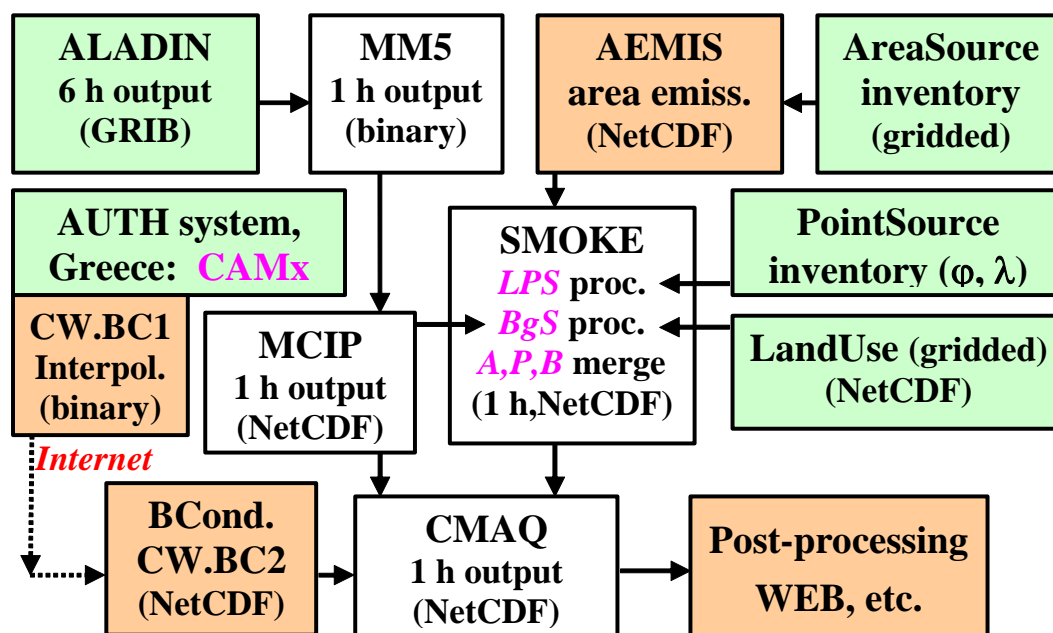 ALADIN
6 h output
(GRIB)
MM5
1 h output
(binary)
AEMIS
area emiss.
(NetCDF)
AreaSource
inventory
(gridded)
AUTH system,
Greece: CAMx
CW.BC1
Interpol.
(binary)
Internet
MCIP
1 h output
(NetCDF)
SMOKE
LPS proc.
BgS proc.
A,P,B merge
(1 h,NetCDF)
PointSource
inventory (φ, λ)
LandUse (gridded)
(NetCDF)
BCond.
CW.BC2
(NetCDF)
CMAQ
1 h output
(NetCDF)
Post-processing
WEB, etc.